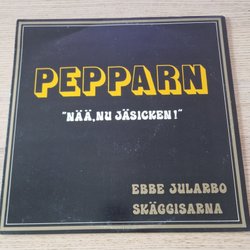 PEPPARN
"NÄÄ, NU JÄSICKEN!"
EBBE JULARBO
SKÄGGISARNA